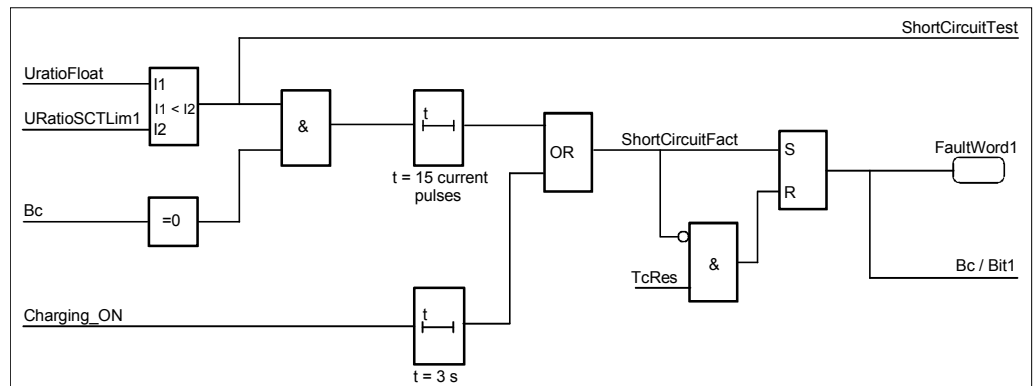 ShortCircuitTest
UratioFloat
I1
I1 < I2
URatioSCTLim1
I2
&
t
OR
ShortCircuitFact
S
FaultWord1
t = 15 current
pulses
R
Bc
=0
&
TcRes
Bc / Bit1
Charging_ON
t
t = 3 s